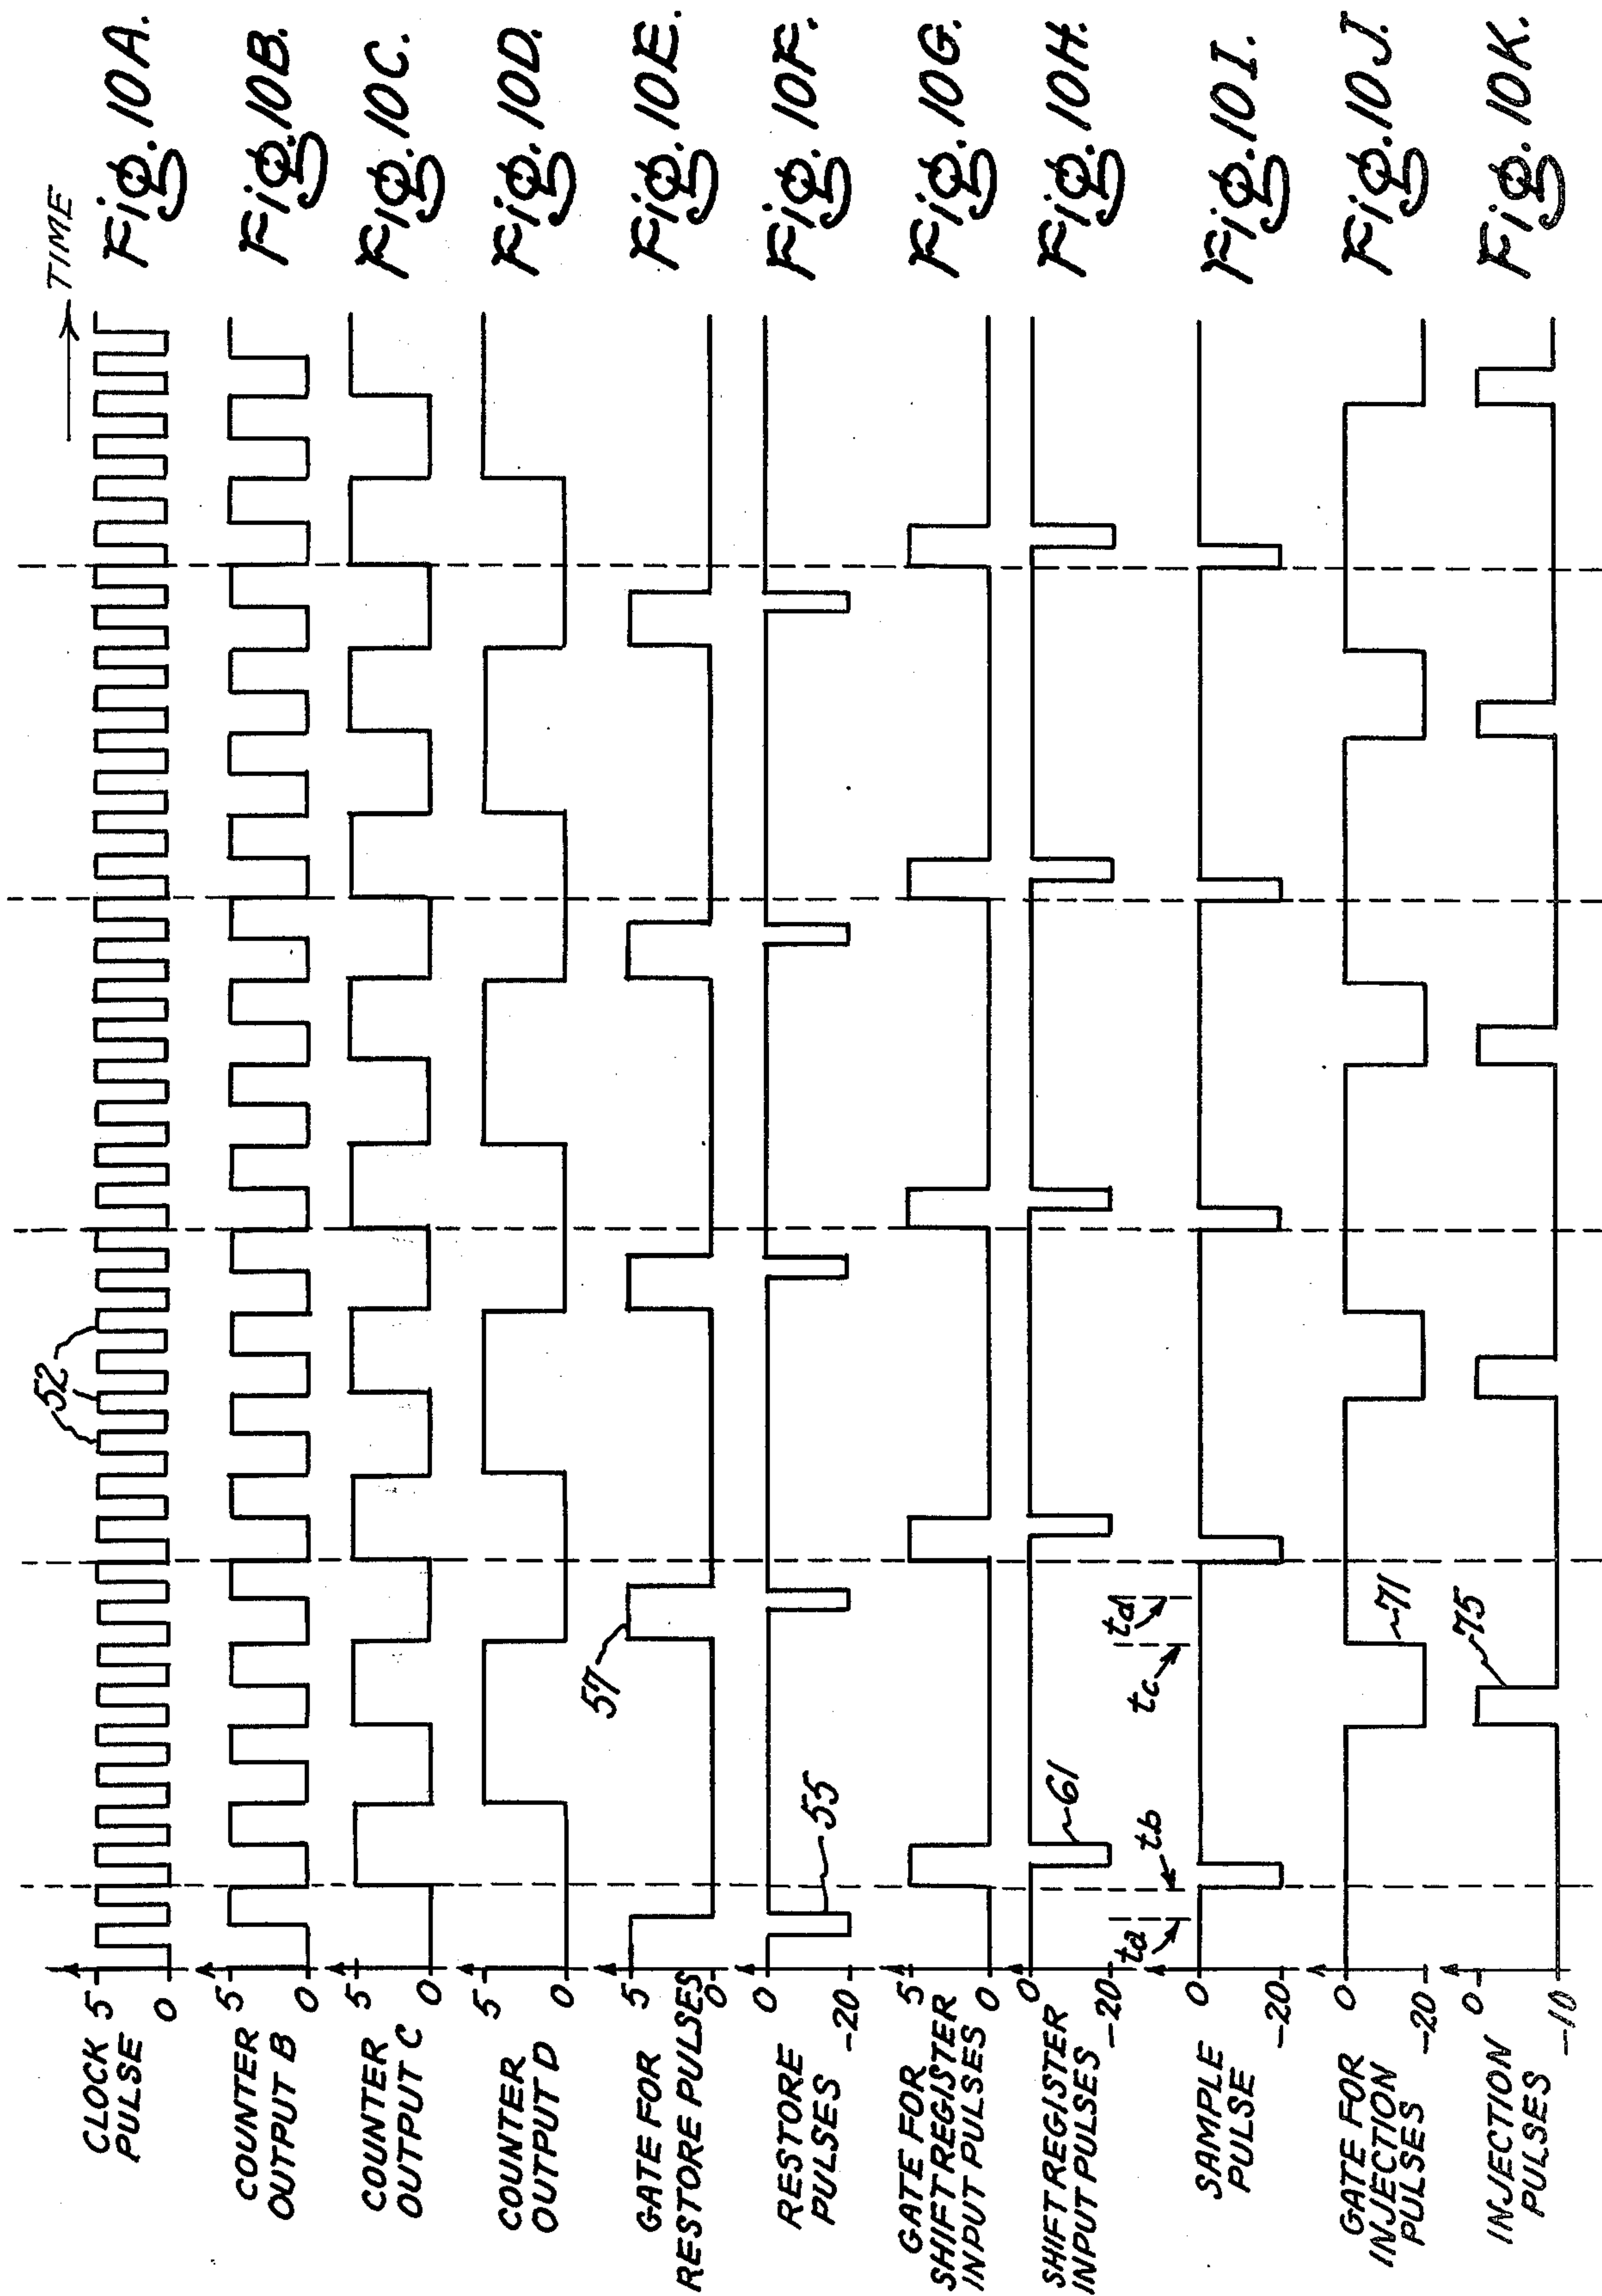 → TIME
CLOCK
PULSE
5
0
52
Fig. 10A.
COUNTER
OUTPUT B
5
0
Fig. 10B.
COUNTER
OUTPUT C
5
0
Fig. 10C.
COUNTER
OUTPUT D
5
0
Fig. 10D.
GATE FOR
RESTORE PULSES
5
0
57
Fig. 10E.
RESTORE
PULSES
0
-20
55
Fig. 10F.
GATE FOR
SHIFT REGISTER
INPUT PULSES
5
0
Fig. 10G.
SHIFT REGISTER
INPUT PULSES
0
-20
61
Fig. 10H.
ta
tb
tc
td
SAMPLE
PULSE
0
-20
Fig. 10I.
GATE FOR
INJECTION
PULSES
0
-20
71
Fig. 10J.
INJECTION
PULSES
0
-10
75
Fig. 10K.